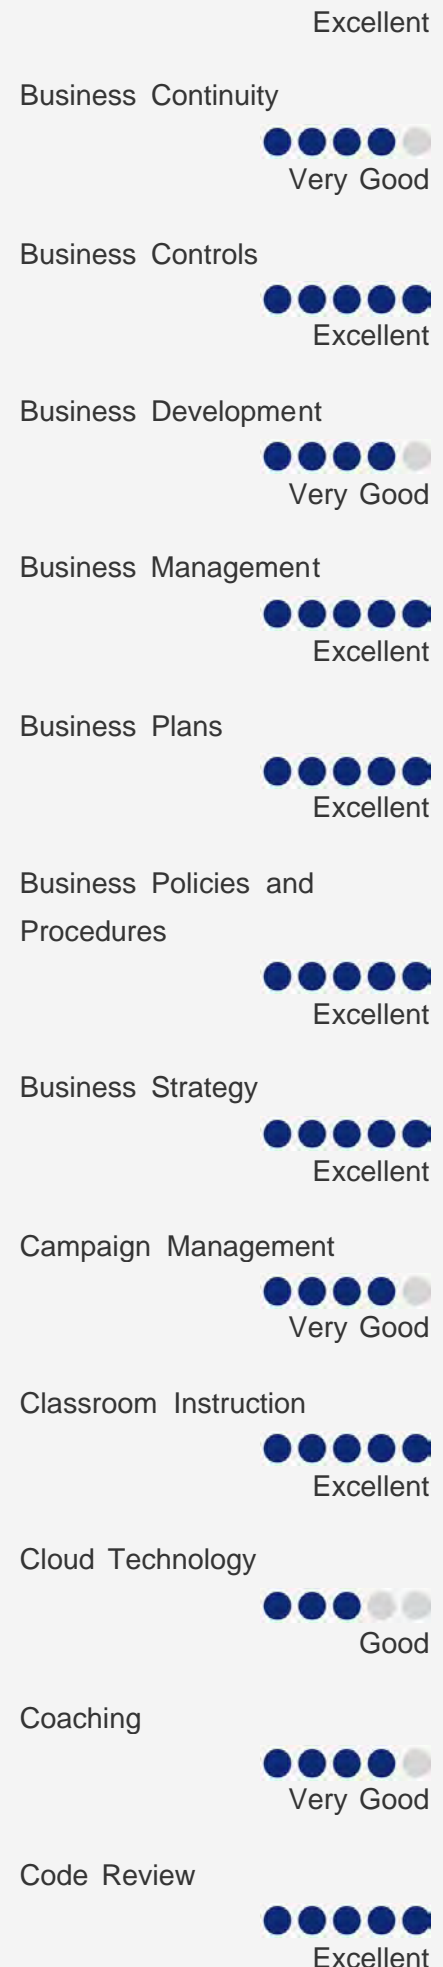 Excellent
Business Continuity
Very Good
Business Controls
Excellent
Business Development
Very Good
Business Management
Excellent
Business Plans
Excellent
Business Policies and
Procedures
Excellent
Business Strategy
Excellent
Campaign Management
Very Good
Classroom Instruction
Excellent
Cloud Technology
Good
Coaching
Very Good
Code Review
Excellent